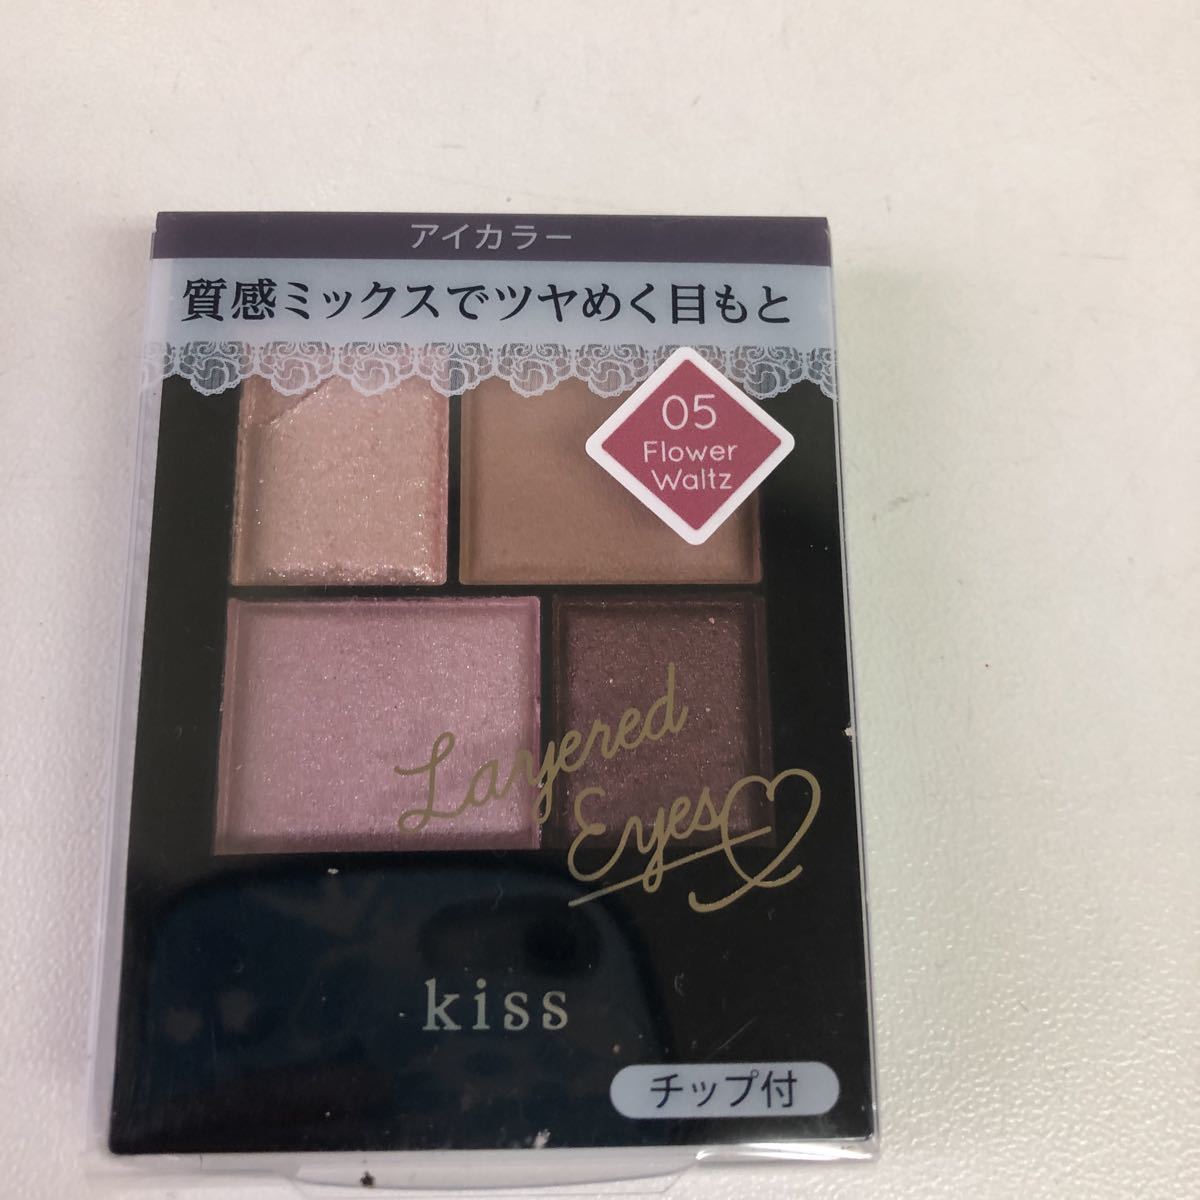 アイカラー
質感ミックスでツヤめく目もと
05
Flower
Waltz
Layered
Eyes
kiss
チップ付